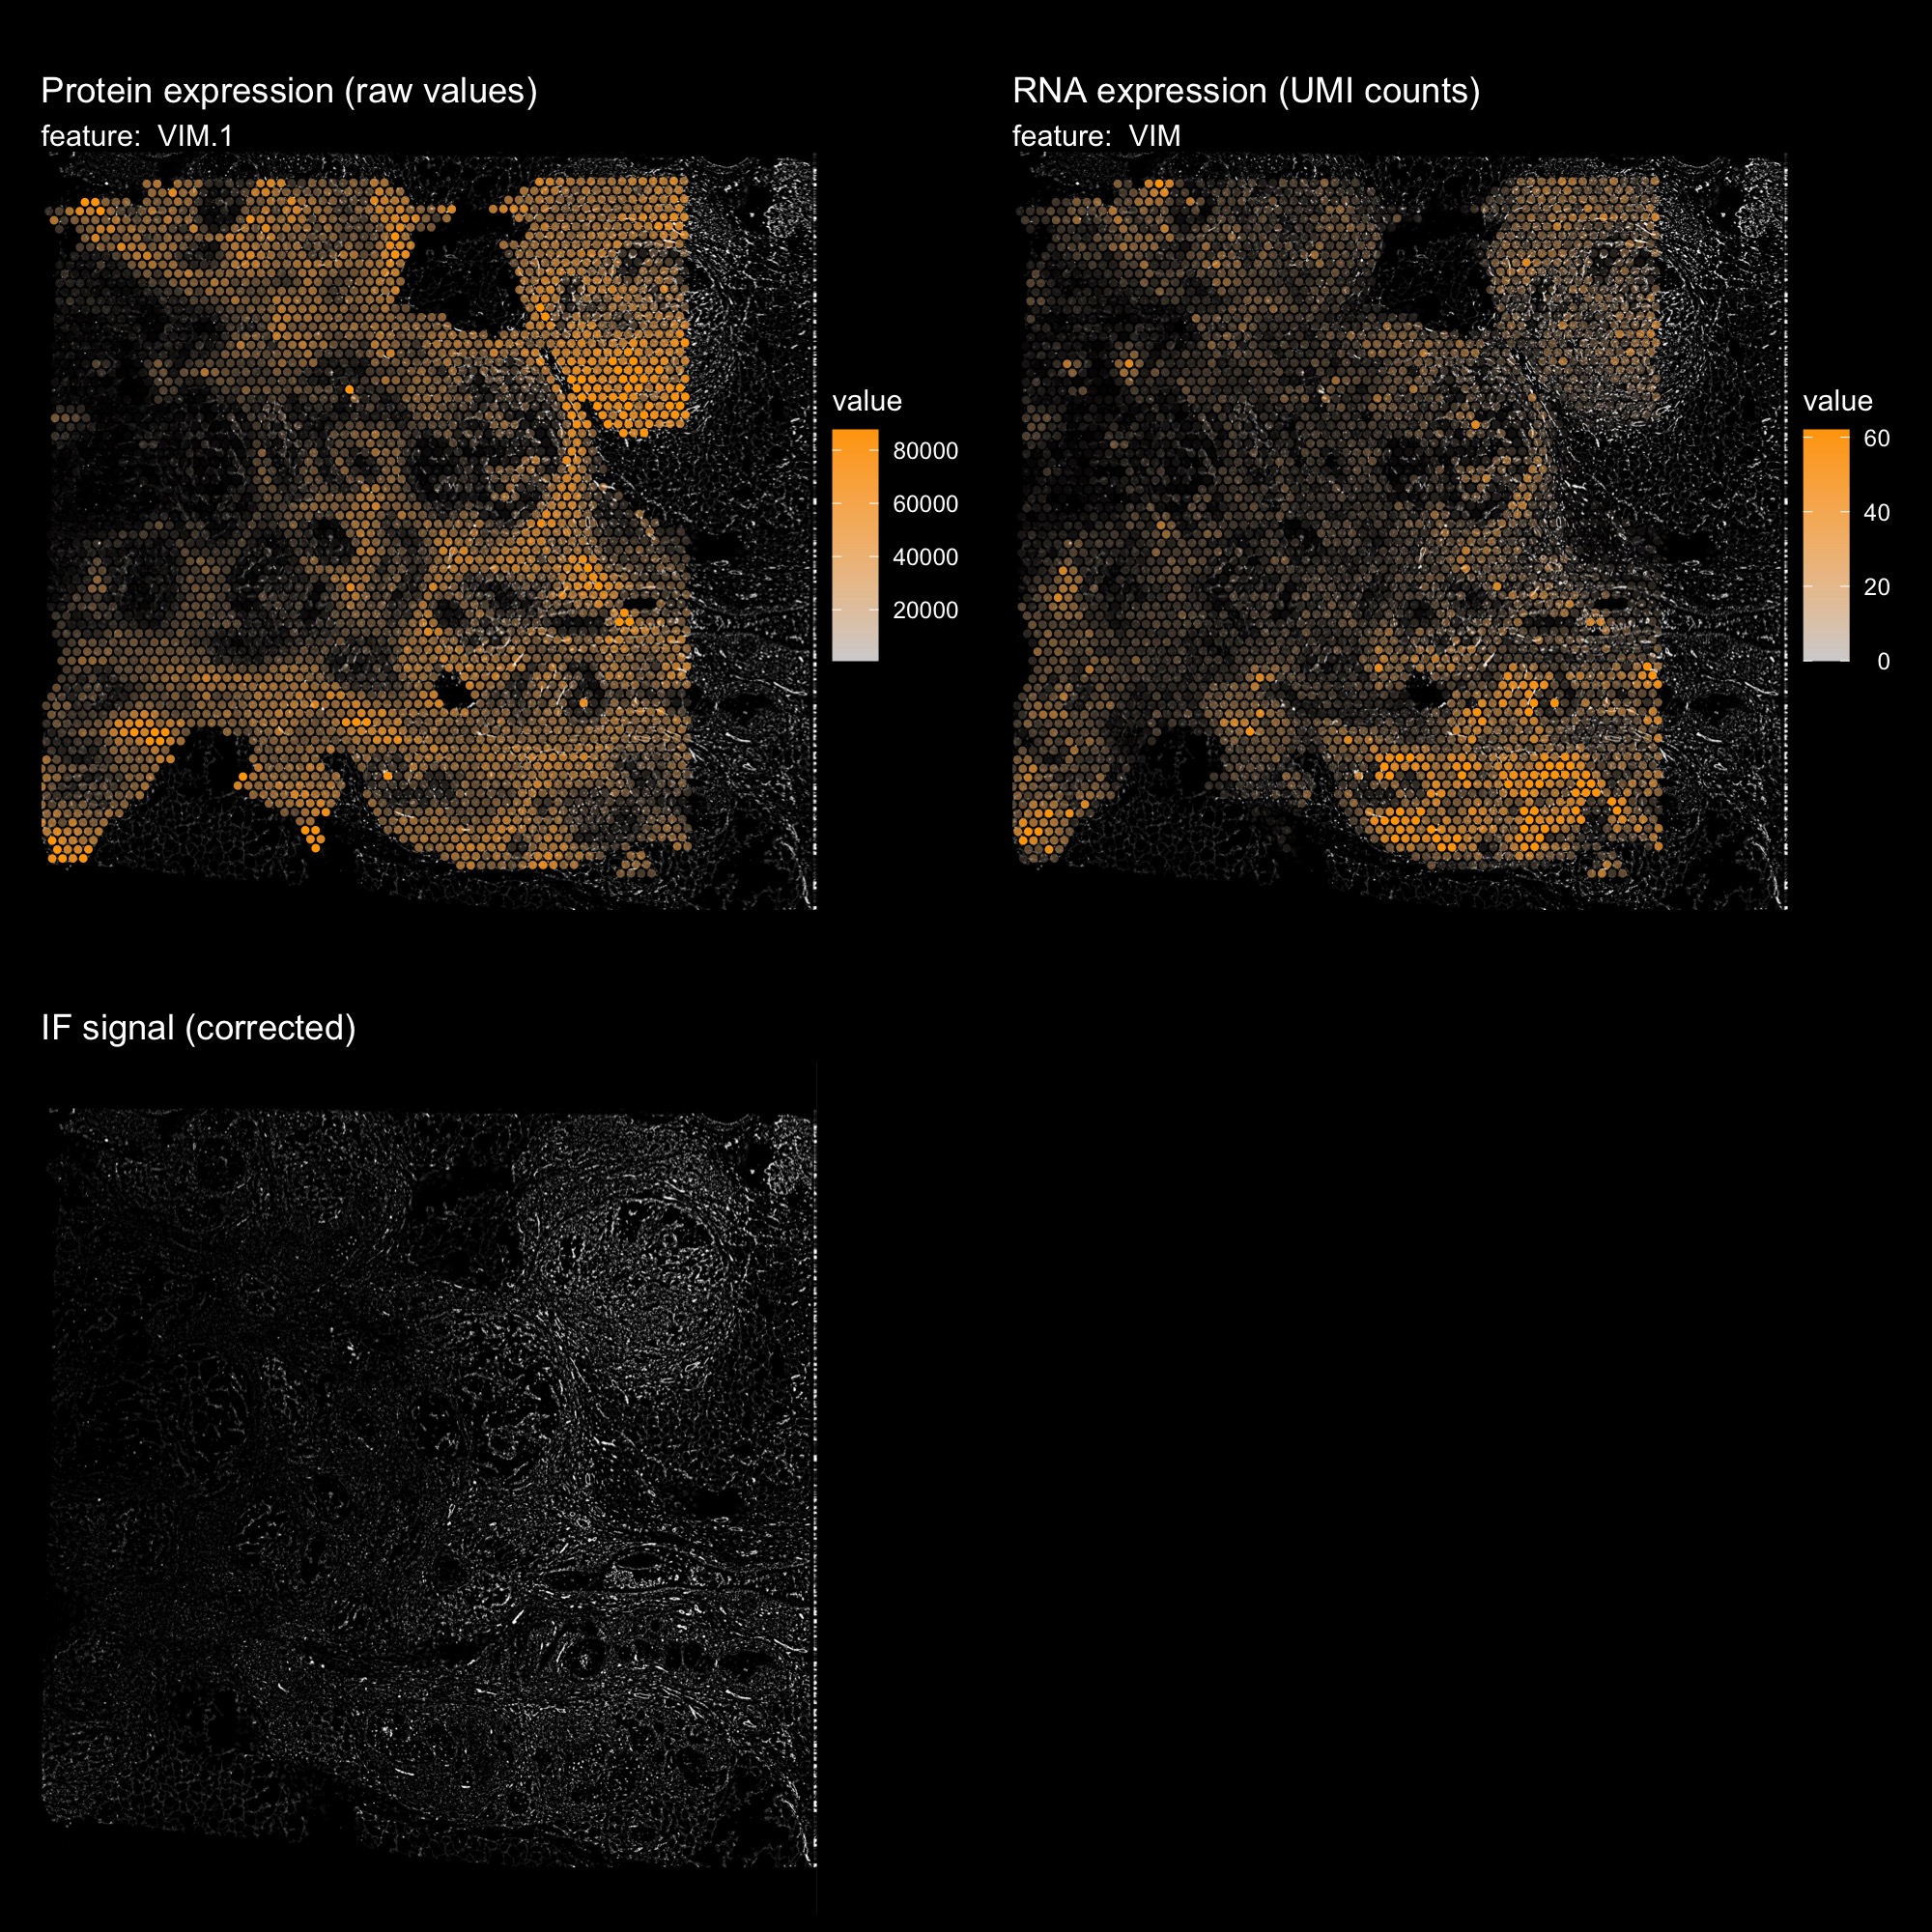 Protein expression (raw values)
feature:  VIM.1
value
80000
60000
40000
20000
RNA expression (UMI counts)
feature:  VIM
value
60
40
20
0
IF signal (corrected)